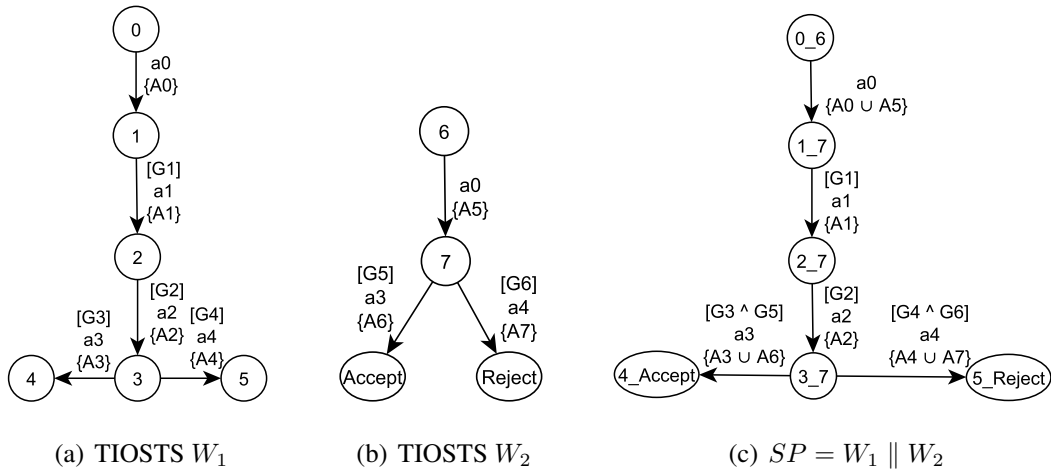 0
a0
{A0}
1
[G1]
a1
{A1}
2
[G2]
a2
{A2}
[G3]
a3
{A3}
[G4]
a4
{A4}
4
3
5
(a) TIOSTS W₁
6
a0
{A5}
7
[G5]
a3
{A6}
[G6]
a4
{A7}
Accept
Reject
(b) TIOSTS W₂
0_6
a0
{A0 ∪ A5}
1_7
[G1]
a1
{A1}
2_7
[G2]
a2
{A2}
[G3 ^ G5]
a3
{A3 ∪ A6}
[G4 ^ G6]
a4
{A4 ∪ A7}
4_Accept
3_7
5_Reject
(c) SP = W₁ ∥ W₂